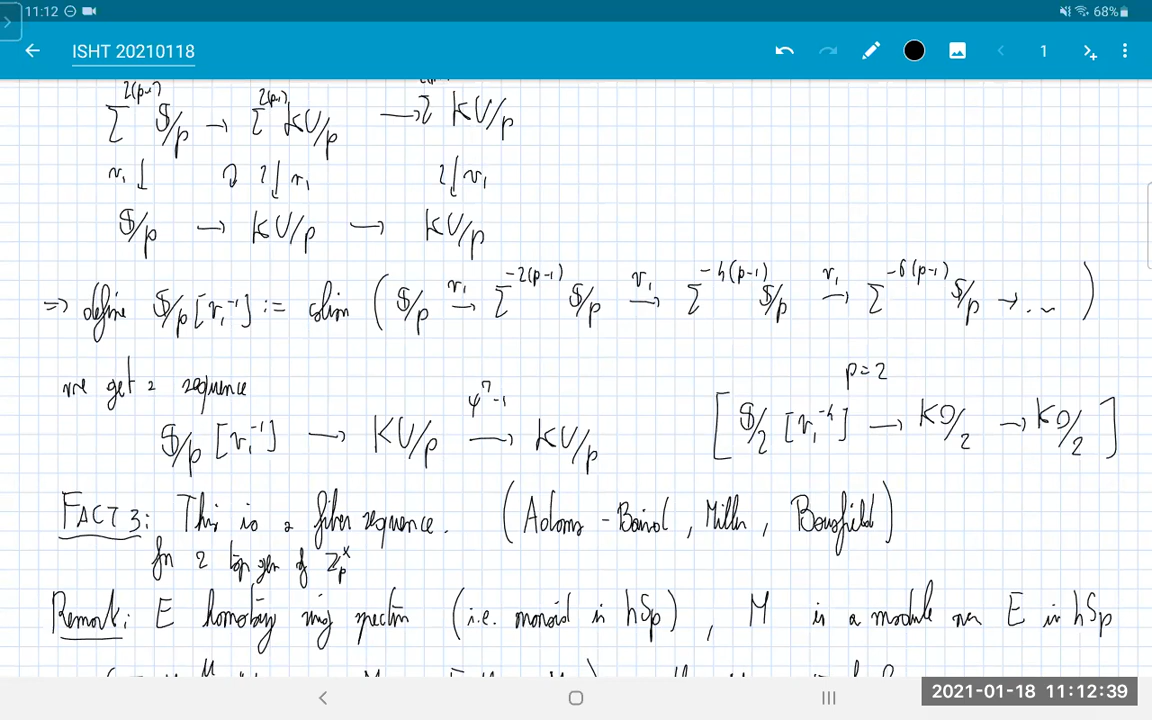 11:12
68%
ISHT 20210118
1
Σ^{2(p-1)} 𝕊/p → Σ^{2(p-1)} KU/p → Σ KU/p
v₁ ↓ ↻ ≀↓ v₁ ≀↓ v₁
𝕊/p → KU/p → KU/p
⇒ define 𝕊/p [v₁⁻¹] := colim ( 𝕊/p →^{v₁} Σ^{-2(p-1)} 𝕊/p →^{v₁} Σ^{-4(p-1)} 𝕊/p →^{v₁} Σ^{-6(p-1)} 𝕊/p → ... )
we get a sequence
p=2
𝕊/p [v₁⁻¹] → KU/p →^{ψ^η-1} KU/p [ 𝕊/2 [v₁⁻⁴] → KO/2 → KO/2 ]
FACT 3: This is a fiber sequence. (Adams-Baird, Miller, Bousfield)
for η top gen of ℤ_p^×
Remark: E homotopy ring spectrum (i.e. monoid in hSp), M is a module over E in hSp
2021-01-18 11:12:39